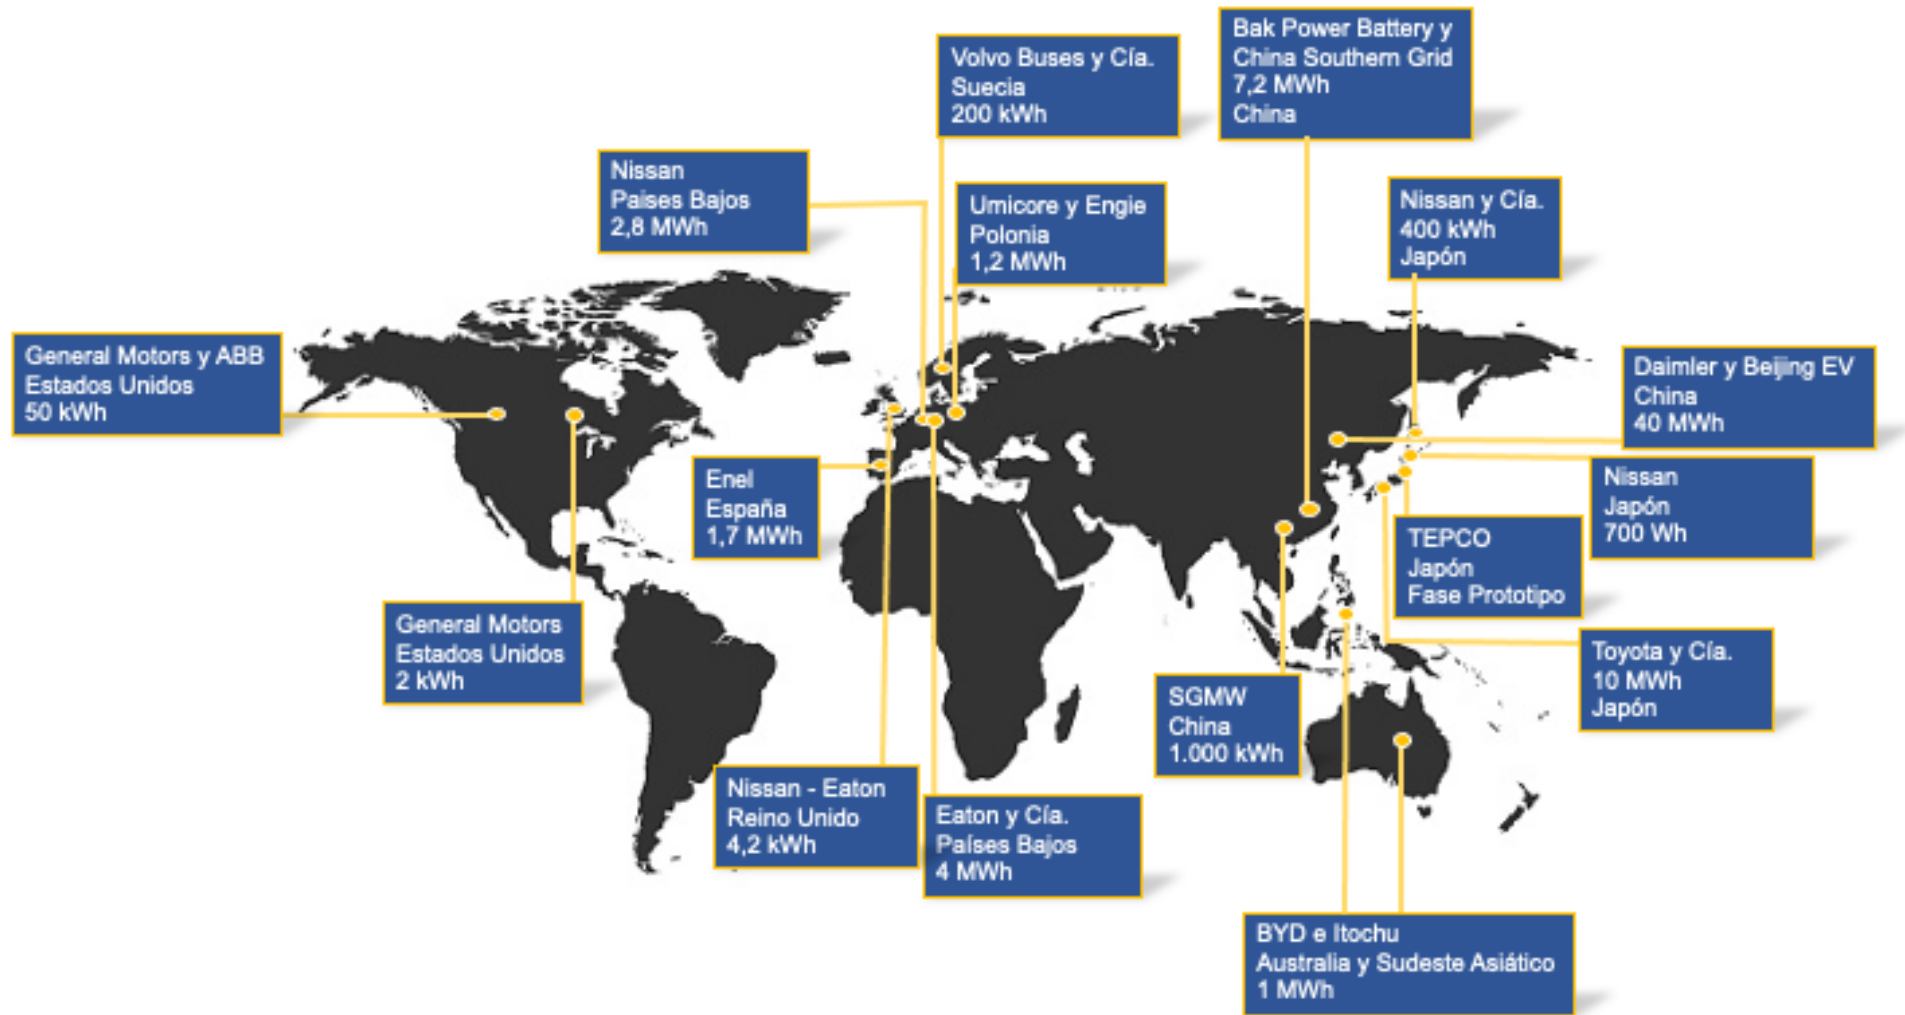 Bak Power Battery y
China Southern Grid
7,2 MWh
China
Volvo Buses y Cía.
Suecia
200 kWh
Nissan
Países Bajos
2,8 MWh
Umicore y Engie
Polonia
1,2 MWh
Nissan y Cía.
400 kWh
Japón
General Motors y ABB
Estados Unidos
50 kWh
Daimler y Beijing EV
China
40 MWh
Enel
España
1,7 MWh
Nissan
Japón
700 Wh
TEPCO
Japón
Fase Prototipo
General Motors
Estados Unidos
2 kWh
Toyota y Cía.
10 MWh
Japón
SGMW
China
1.000 kWh
Nissan - Eaton
Reino Unido
4,2 kWh
Eaton y Cía.
Países Bajos
4 MWh
BYD e Itochu
Australia y Sudeste Asiático
1 MWh